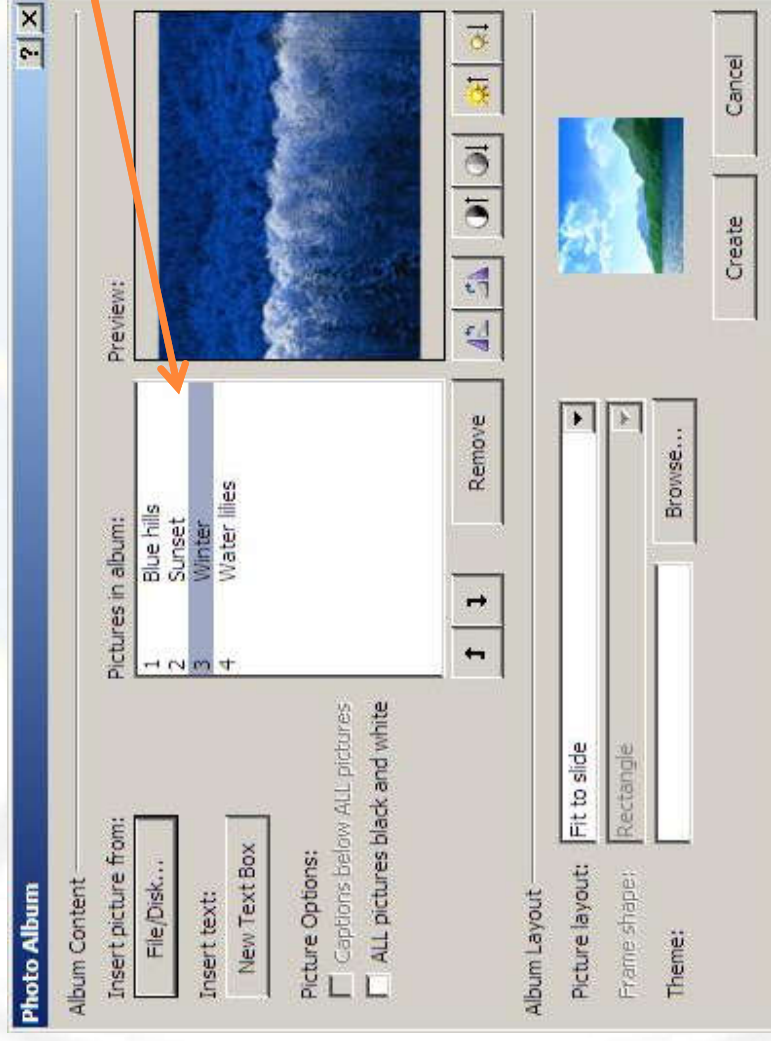 Photo Album
Album Content
Insert picture from:
File/Disk...
Insert text:
New Text Box
Picture Options:
Captions below ALL pictures
ALL pictures black and white
Pictures in album:
1 Blue hills
2 Sunset
3 Winter
4 Water lilies
Remove
Preview:
Album Layout
Picture layout: Fit to slide
Frame shape: Rectangle
Theme:
Browse...
Create
Cancel